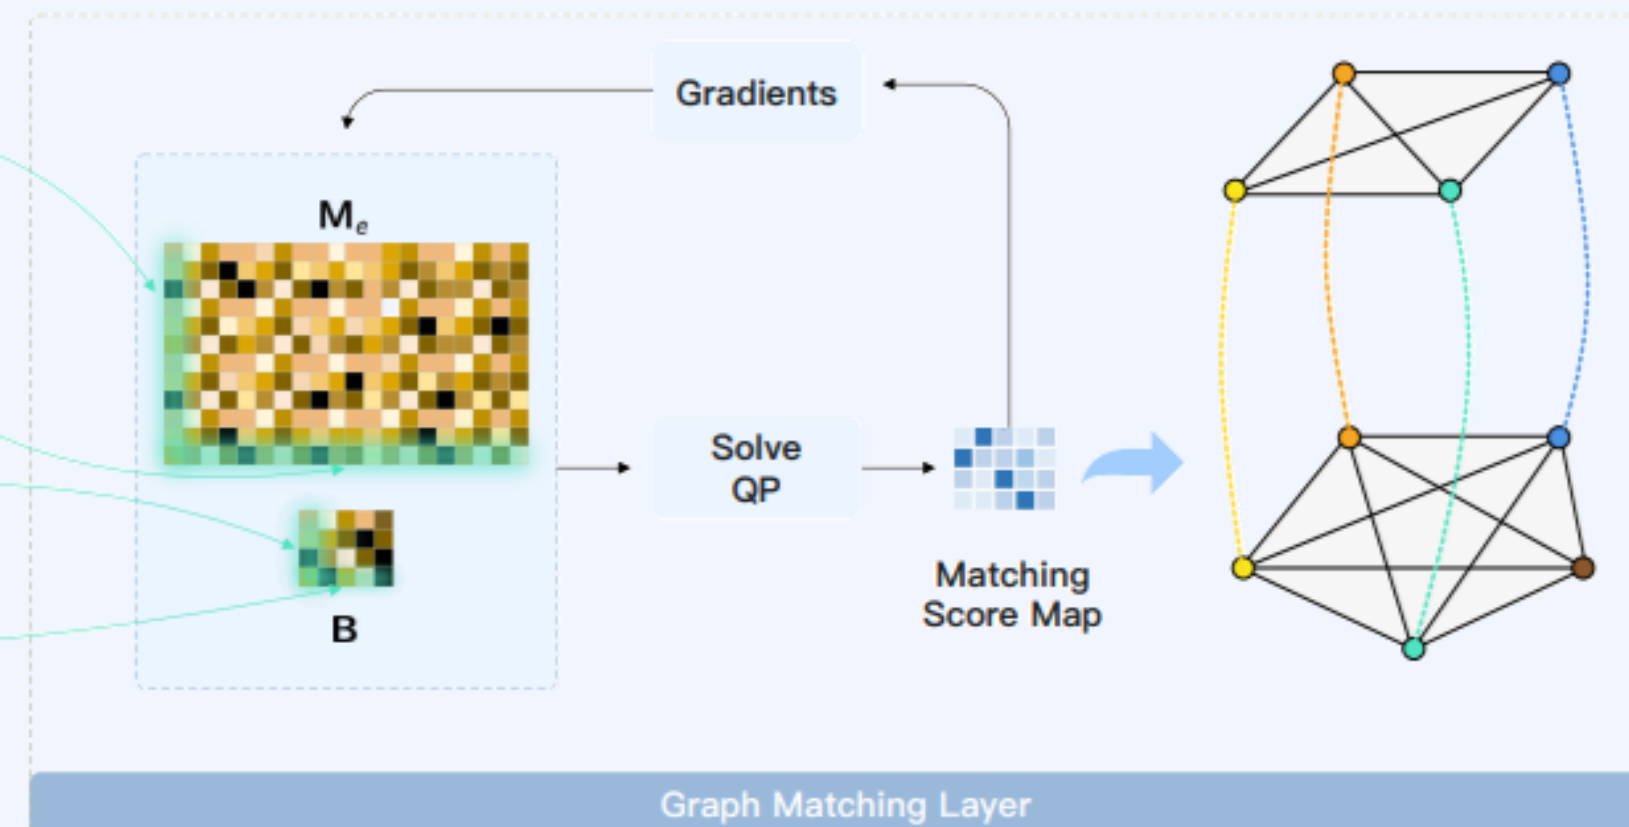 Gradients
Me
Solve
QP
Matching
Score Map
B
Graph Matching Layer